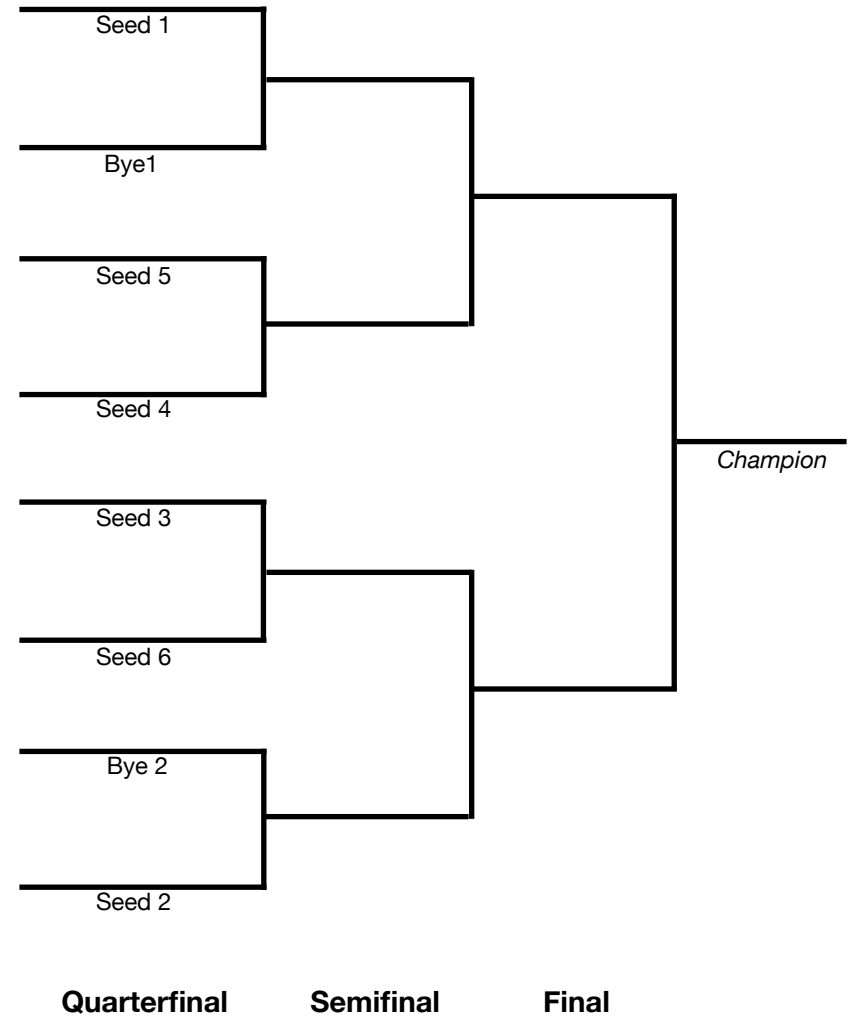 Seed 1
Bye1
Seed 5
Seed 4
Seed 3
Seed 6
Bye 2
Seed 2
Champion
Quarterfinal Semifinal Final